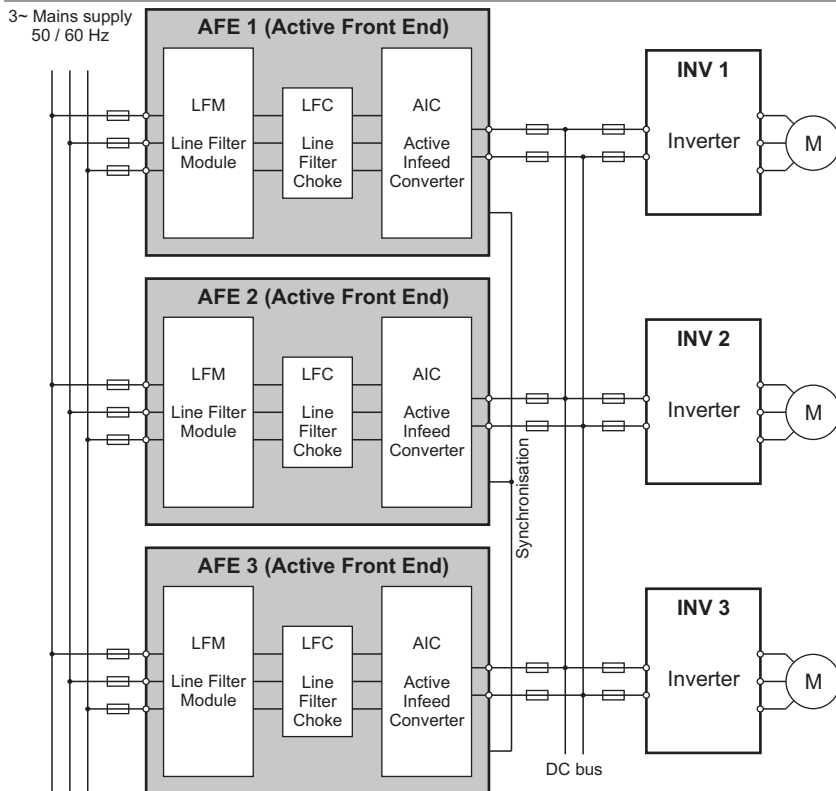 3~ Mains supply
50 / 60 Hz
AFE 1 (Active Front End)
LFM
Line Filter
Module
LFC
Line
Filter
Choke
AIC
Active
Infeed
Converter
INV 1
Inverter
M
AFE 2 (Active Front End)
LFM
Line Filter
Module
LFC
Line
Filter
Choke
AIC
Active
Infeed
Converter
Synchronisation
INV 2
Inverter
M
AFE 3 (Active Front End)
LFM
Line Filter
Module
LFC
Line
Filter
Choke
AIC
Active
Infeed
Converter
INV 3
Inverter
M
DC bus